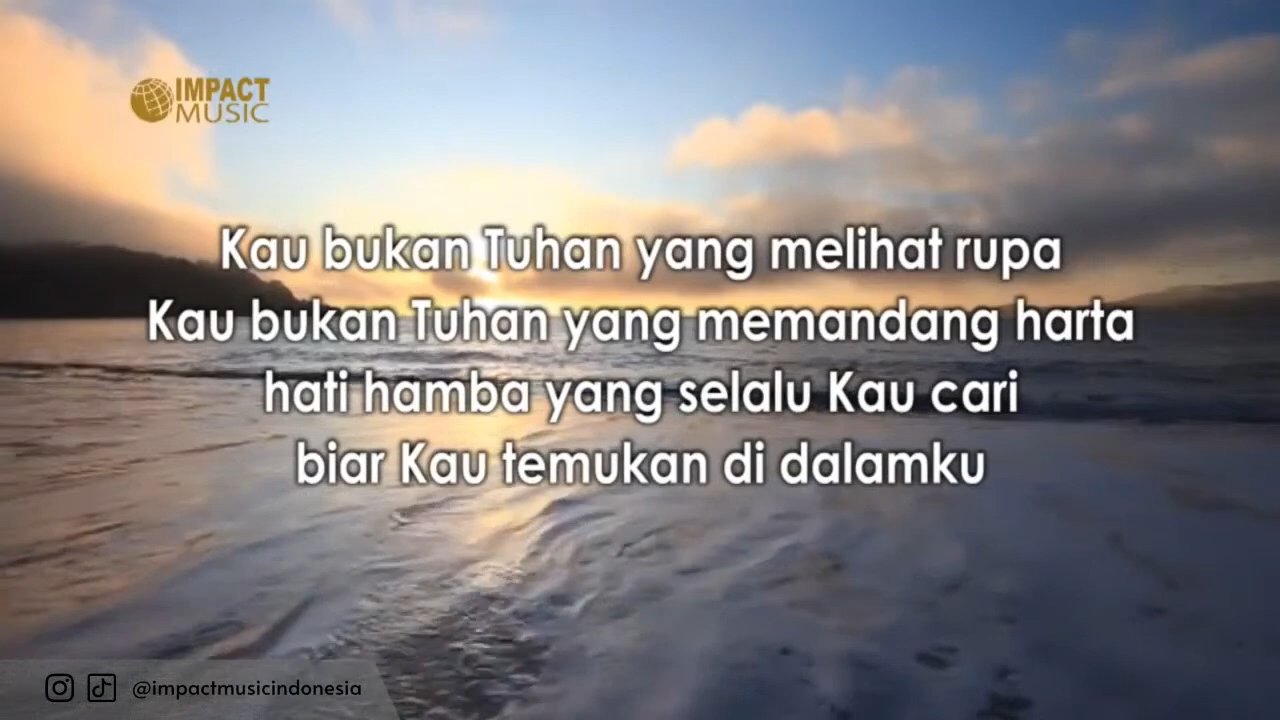 IMPACT
MUSIC
Kau bukan Tuhan yang melihat rupa
Kau bukan Tuhan yang memandang harta
hati hamba yang selalu Kau cari
biar Kau temukan di dalamku
@impactmusicindonesia